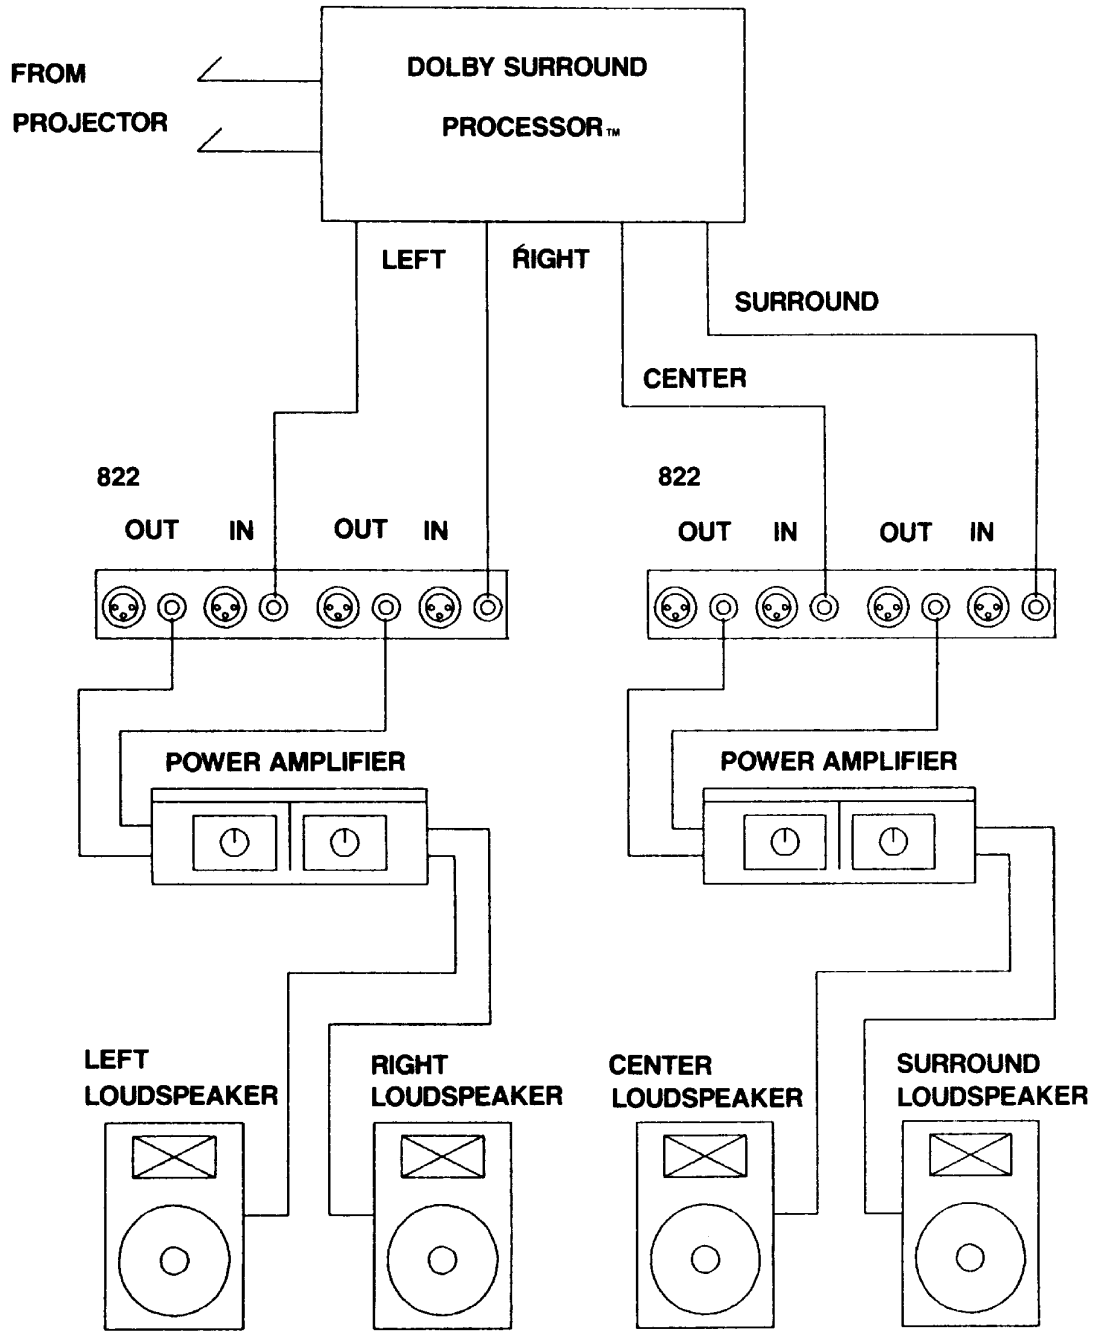 FROM
PROJECTOR
DOLBY SURROUND
PROCESSOR™
LEFT
RIGHT
SURROUND
CENTER
822
OUT IN OUT IN
822
OUT IN OUT IN
POWER AMPLIFIER
POWER AMPLIFIER
LEFT
LOUDSPEAKER
RIGHT
LOUDSPEAKER
CENTER
LOUDSPEAKER
SURROUND
LOUDSPEAKER